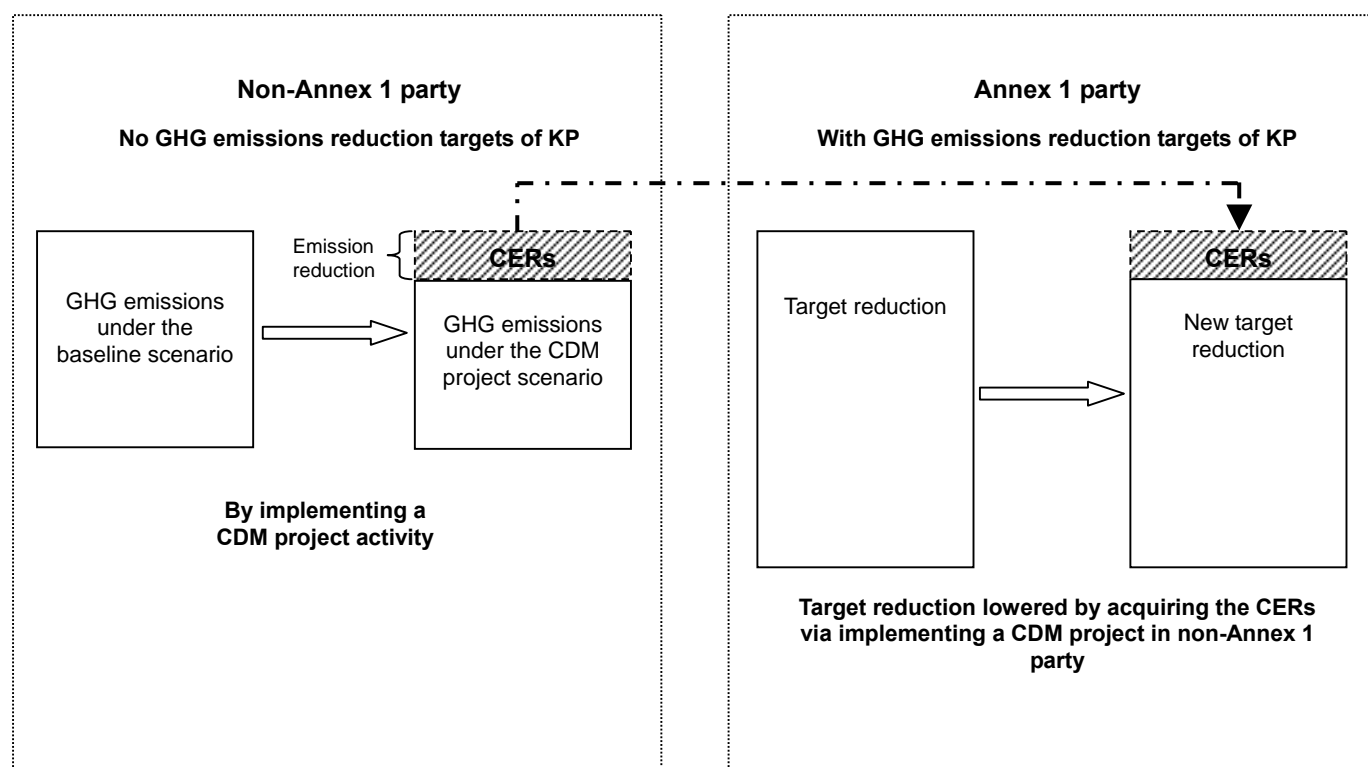 Non-Annex 1 party
No GHG emissions reduction targets of KP
GHG emissions
under the
baseline scenario
Emission
reduction
CERs
GHG emissions
under the CDM
project scenario
By implementing a
CDM project activity
Annex 1 party
With GHG emissions reduction targets of KP
Target reduction
CERs
New target
reduction
Target reduction lowered by acquiring the CERs
via implementing a CDM project in non-Annex 1
party